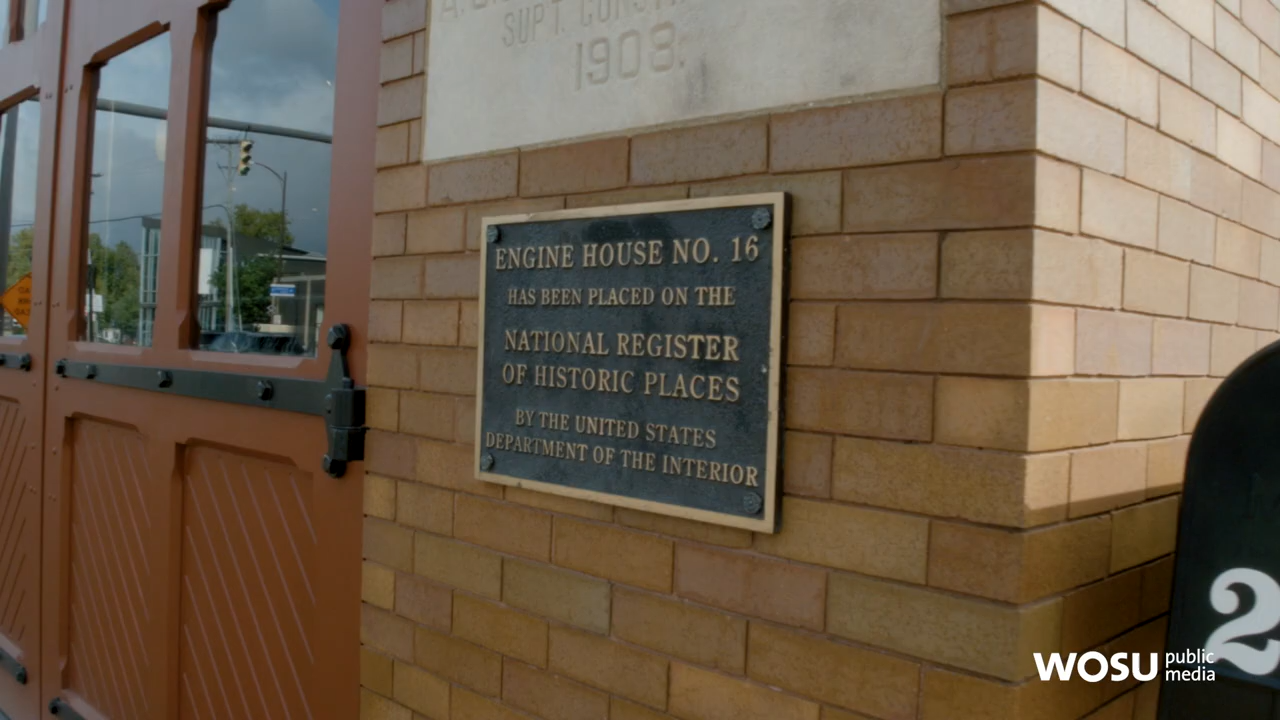 SUPT. CONST
1908.
ENGINE HOUSE NO. 16
HAS BEEN PLACED ON THE
NATIONAL REGISTER
OF HISTORIC PLACES
BY THE UNITED STATES
DEPARTMENT OF THE INTERIOR
2
WOSU public media